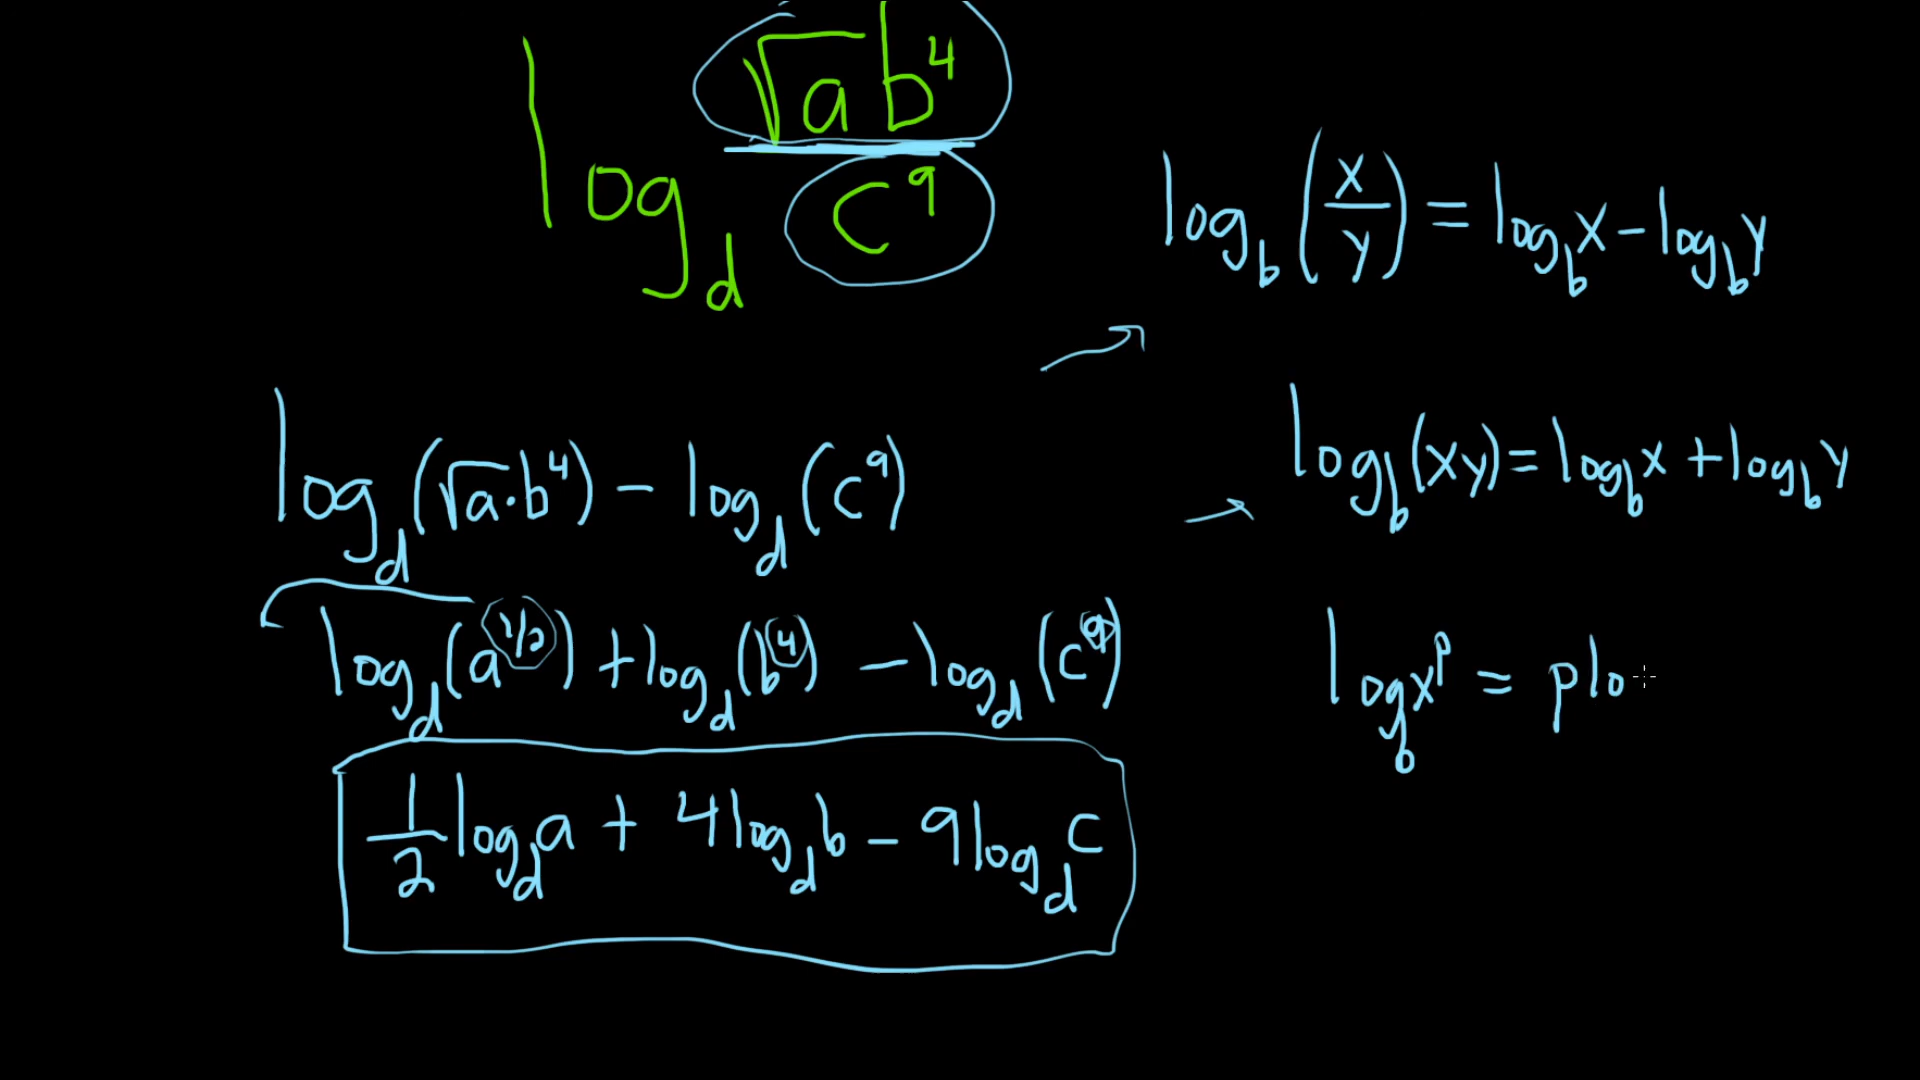 log_d √a b⁴ / c⁹
log_b (x/y) = log_b x − log_b y
log_d (√a · b⁴) − log_d (c⁹)
log_b (xy) = log_b x + log_b y
log_d (a^{1/2}) + log_d (b⁴) − log_d (c⁹)
log_b x^p = p lo
1/2 log_d a + 4 log_d b − 9 log_d c